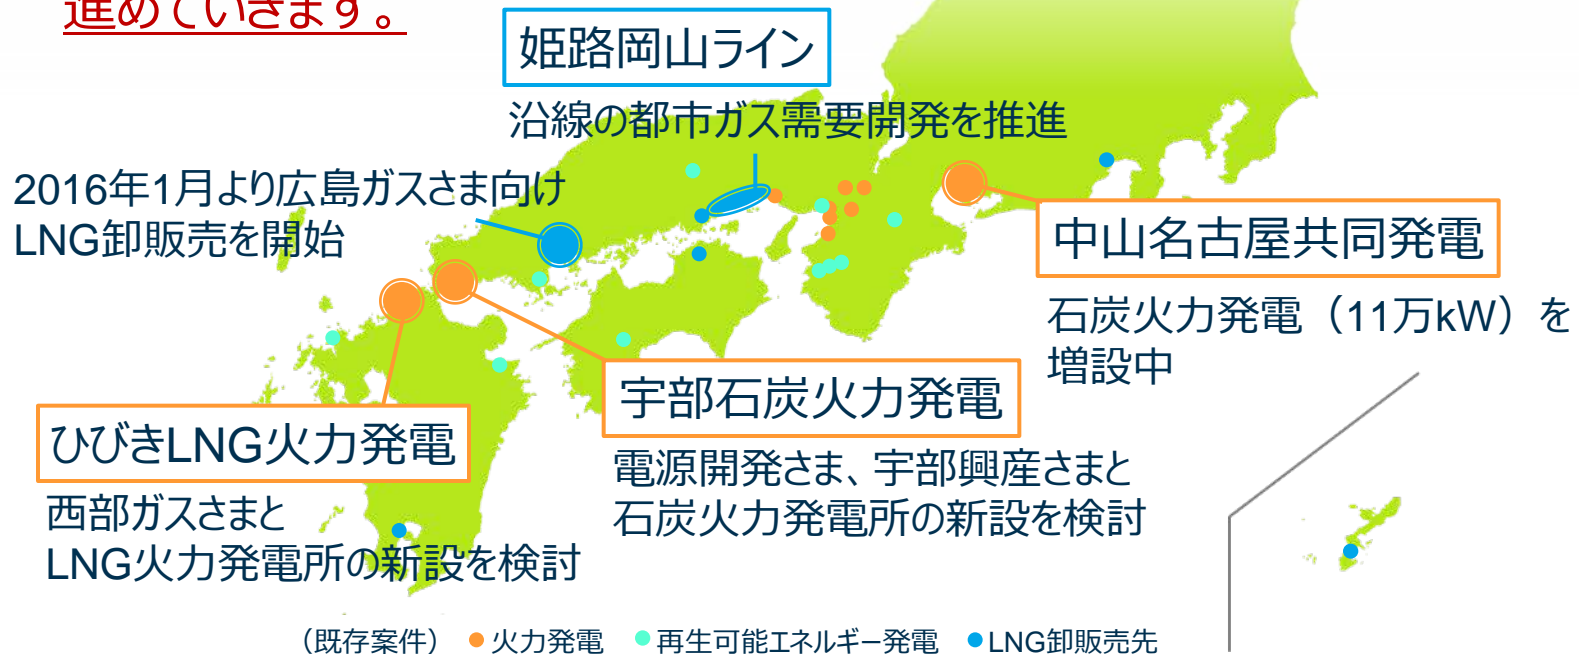 進めていきます。
姫路岡山ライン
沿線の都市ガス需要開発を推進
2016年1月より広島ガスさま向け
LNG卸販売を開始
中山名古屋共同発電
石炭火力発電（11万kW）を
増設中
宇部石炭火力発電
電源開発さま、宇部興産さまと
石炭火力発電所の新設を検討
ひびきLNG火力発電
西部ガスさまと
LNG火力発電所の新設を検討
（既存案件） 火力発電 再生可能エネルギー発電 LNG卸販売先